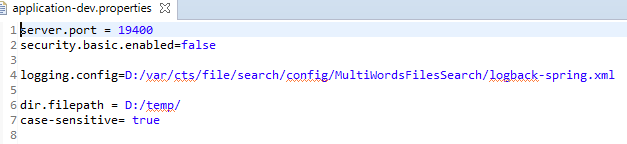 application-dev.properties
1 server.port = 19400
2 security.basic.enabled=false
3
4 logging.config=D:/var/cts/file/search/config/MultiWordsFilesSearch/logback-spring.xml
5
6 dir.filepath = D:/temp/
7 case-sensitive= true
8